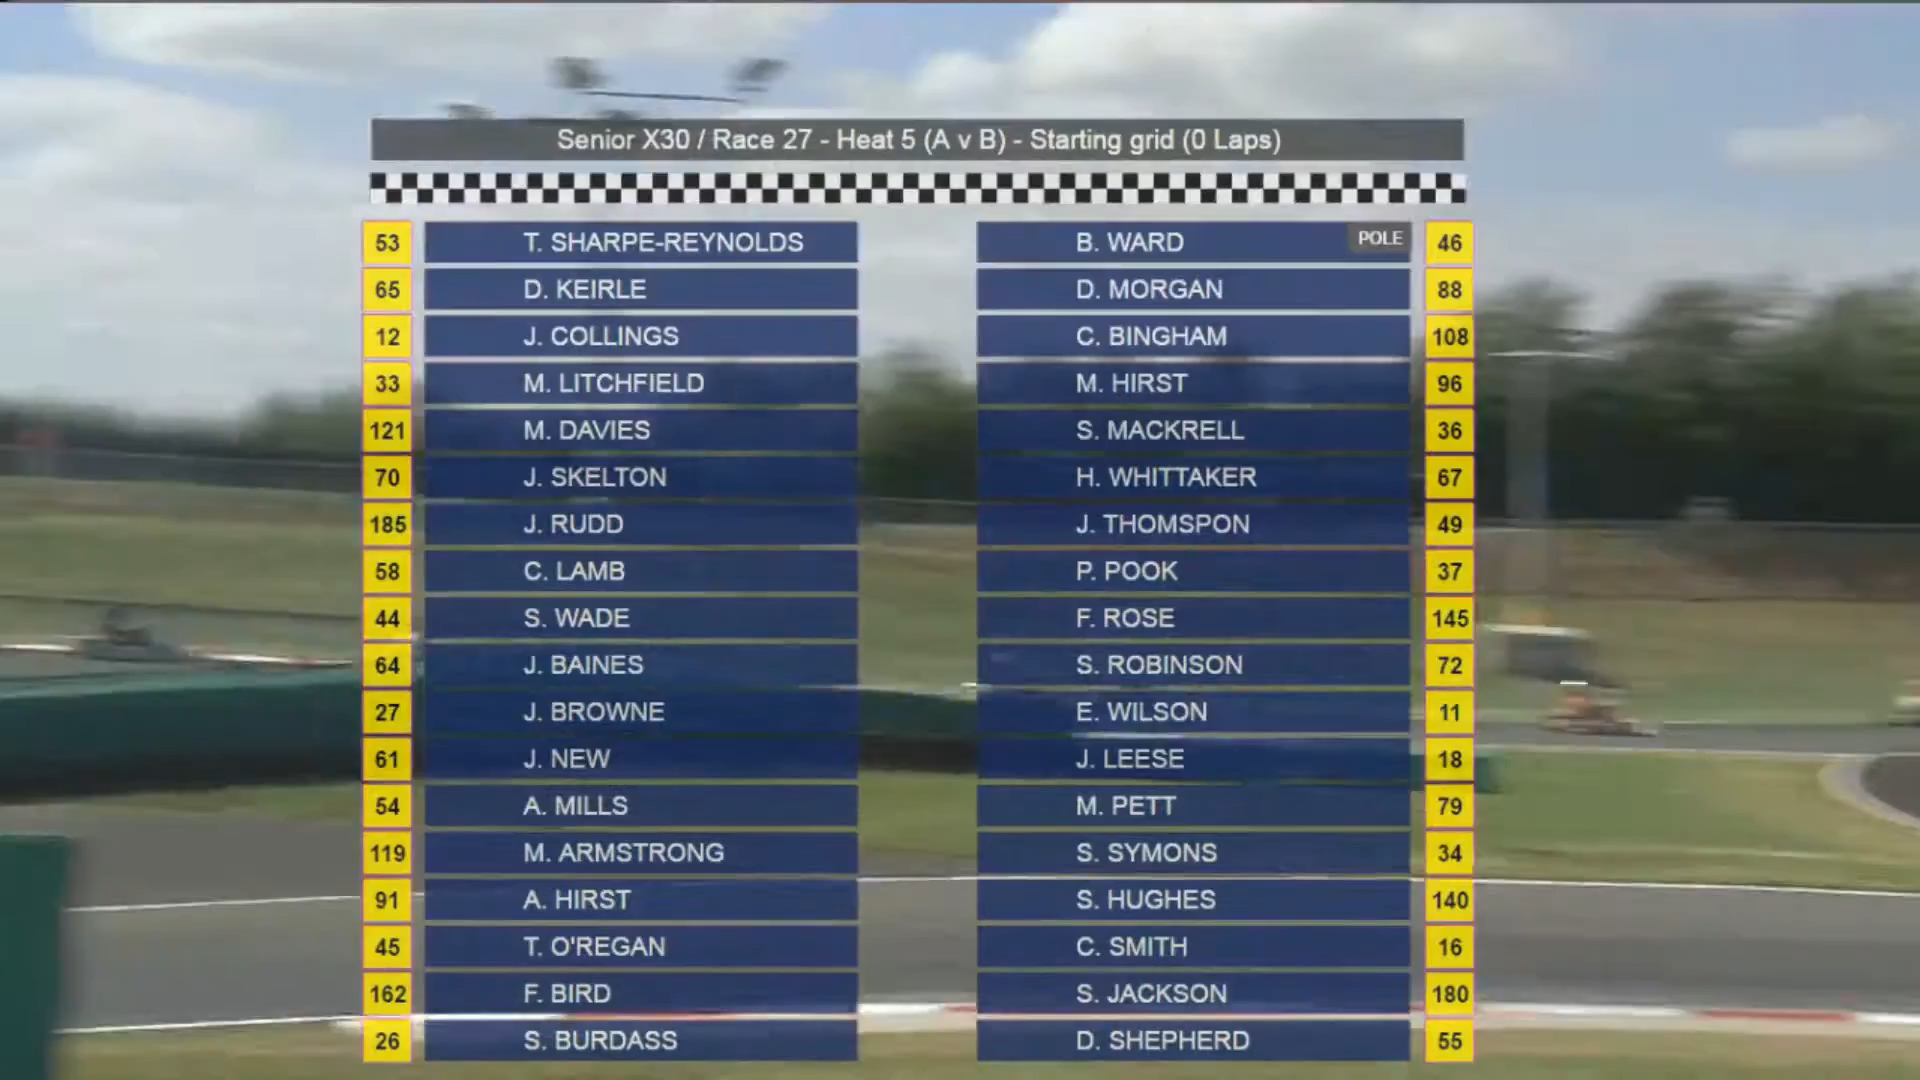 Senior X30 / Race 27 - Heat 5 (A v B) - Starting grid (0 Laps)
53 T. SHARPE-REYNOLDS B. WARD POLE 46
65 D. KEIRLE D. MORGAN 88
12 J. COLLINGS C. BINGHAM 108
33 M. LITCHFIELD M. HIRST 96
121 M. DAVIES S. MACKRELL 36
70 J. SKELTON H. WHITTAKER 67
185 J. RUDD J. THOMSPON 49
58 C. LAMB P. POOK 37
44 S. WADE F. ROSE 145
64 J. BAINES S. ROBINSON 72
27 J. BROWNE E. WILSON 11
61 J. NEW J. LEESE 18
54 A. MILLS M. PETT 79
119 M. ARMSTRONG S. SYMONS 34
91 A. HIRST S. HUGHES 140
45 T. O'REGAN C. SMITH 16
162 F. BIRD S. JACKSON 180
26 S. BURDASS D. SHEPHERD 55